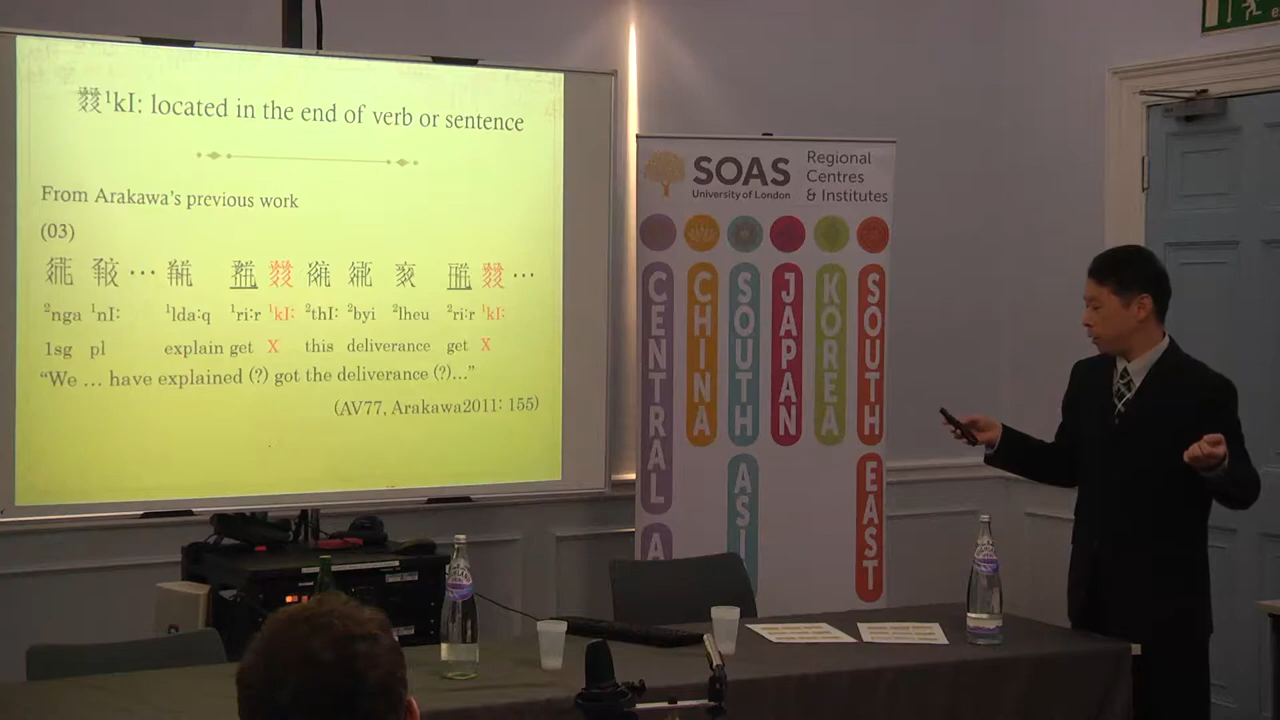 ¹kI: located in the end of verb or sentence
From Arakawa's previous work
(03)
²nga ¹nI: ¹lda:q ¹ri:r ¹kI: ²thI: ²byi ²lheu ²ri:r ¹kI:
1sg pl explain get X this deliverance get X
“We … have explained (?) got the deliverance (?)…”
(AV77, Arakawa2011: 155)
SOAS
University of London
Regional
Centres
& Institutes
CENTRAL A
CHINA
SOUTH ASI
JAPAN
KOREA
SOUTH EAST